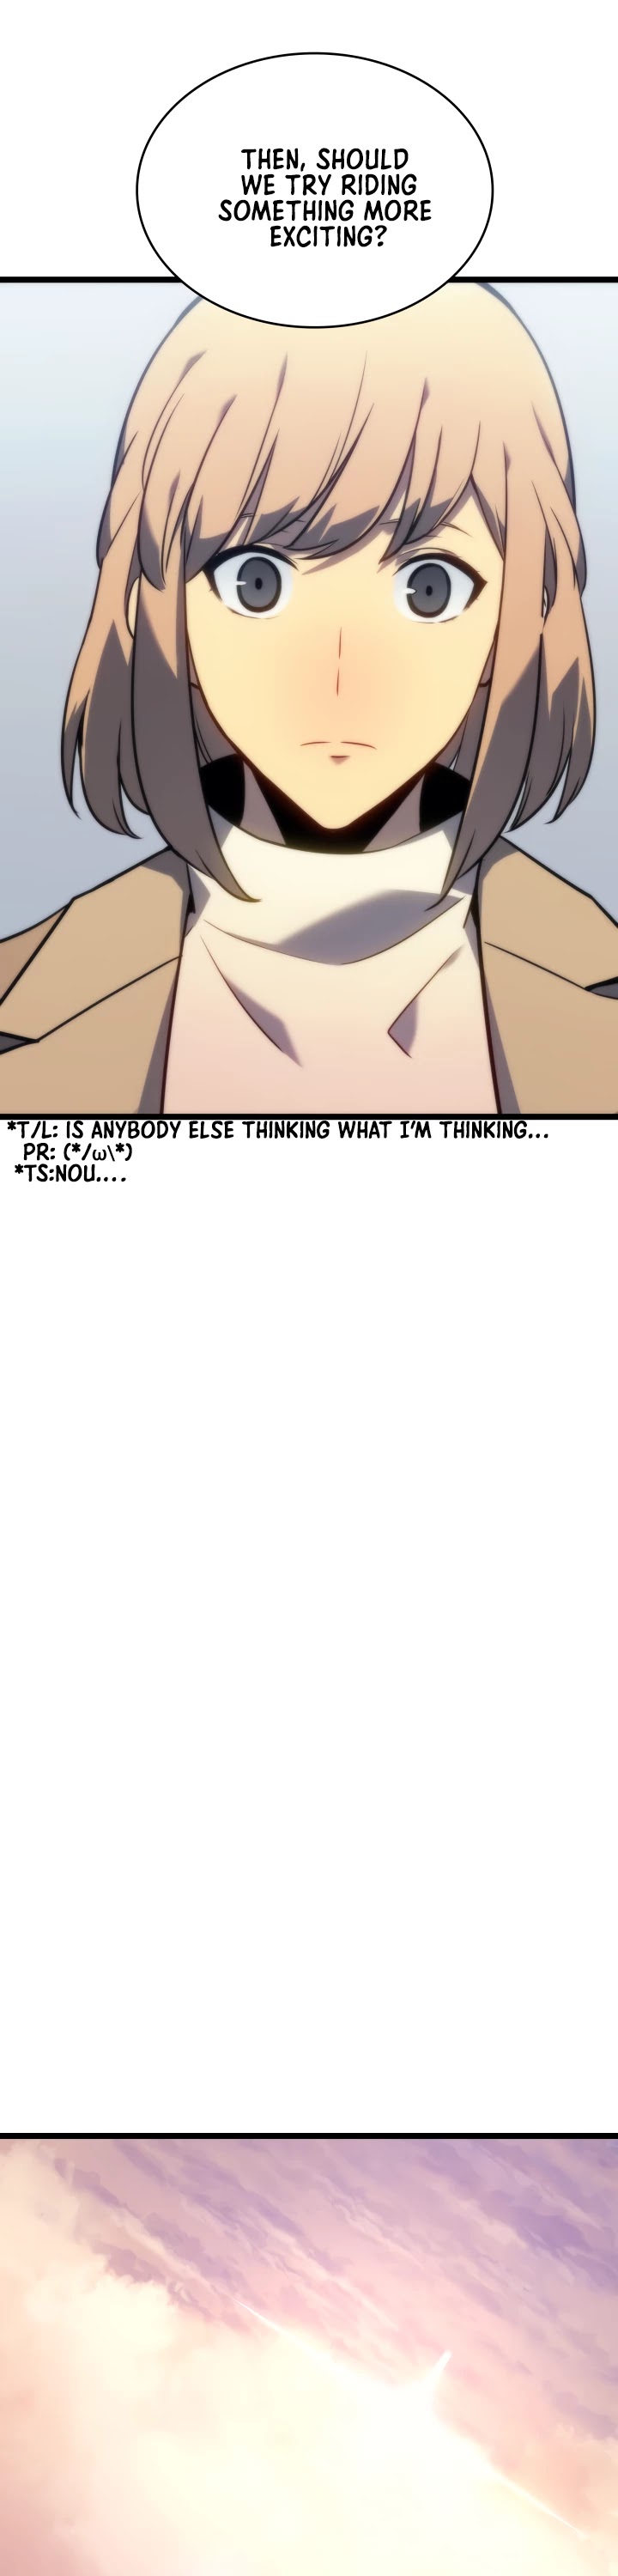 THEN, SHOULD
WE TRY RIDING
SOMETHING MORE
EXCITING?
*T/L: IS ANYBODY ELSE THINKING WHAT I'M THINKING...
PR: (*/ω\*)
*TS:NOU....